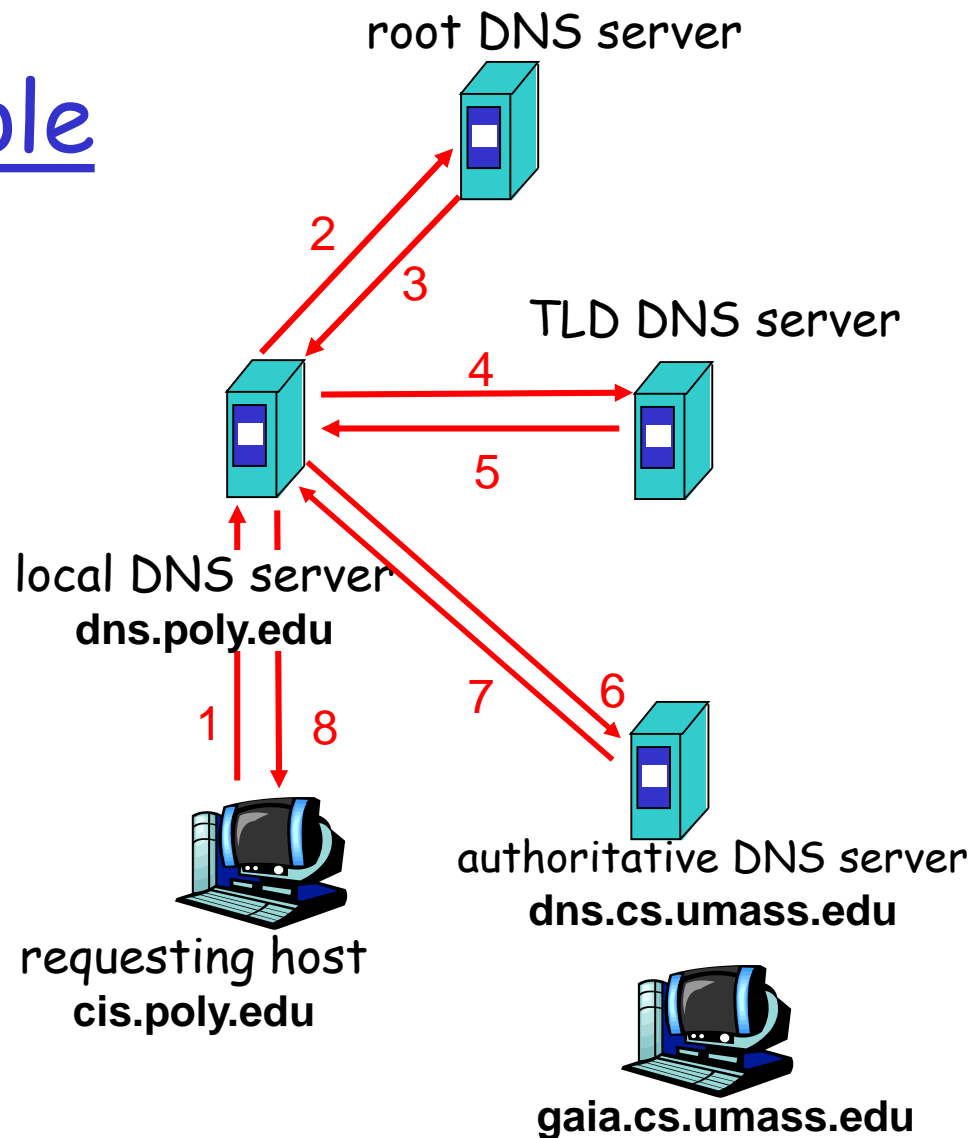 root DNS server
ple
2
3
TLD DNS server
4
5
local DNS server
dns.poly.edu
7
6
1
8
authoritative DNS server
dns.cs.umass.edu
requesting host
cis.poly.edu
gaia.cs.umass.edu